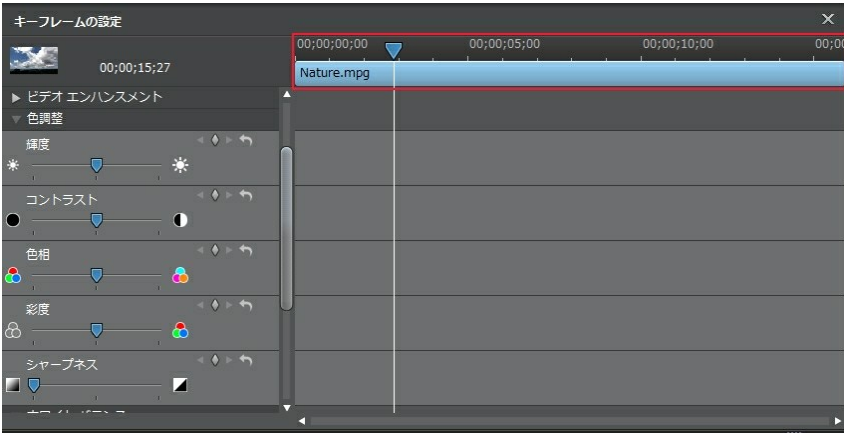 キーフレームの設定
00;00;15;27
00;00;00;00 00;00;05;00 00;00;10;00 00;0
Nature.mpg
ビデオ エンハンスメント
色調整
輝度
コントラスト
色相
彩度
シャープネス